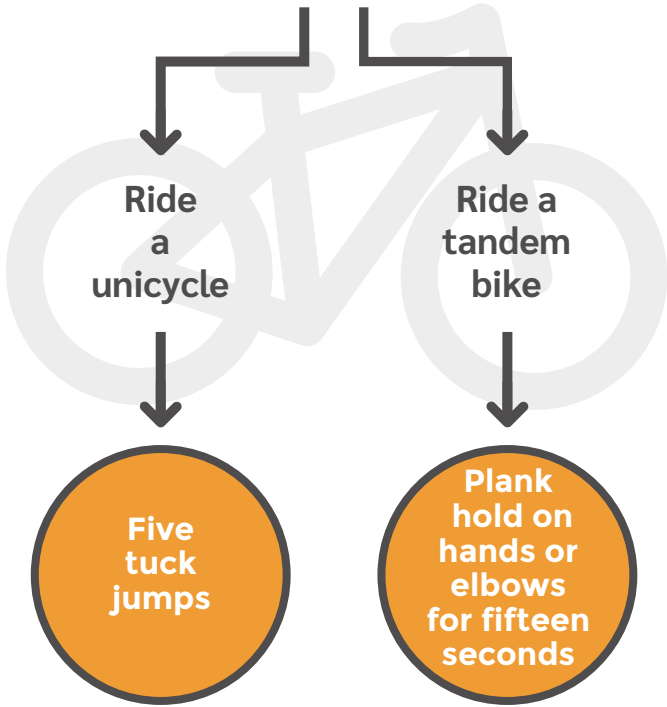 Ride
a
unicycle
Ride a
tandem
bike
Five
tuck
jumps
Plank
hold on
hands or
elbows
for fifteen
seconds